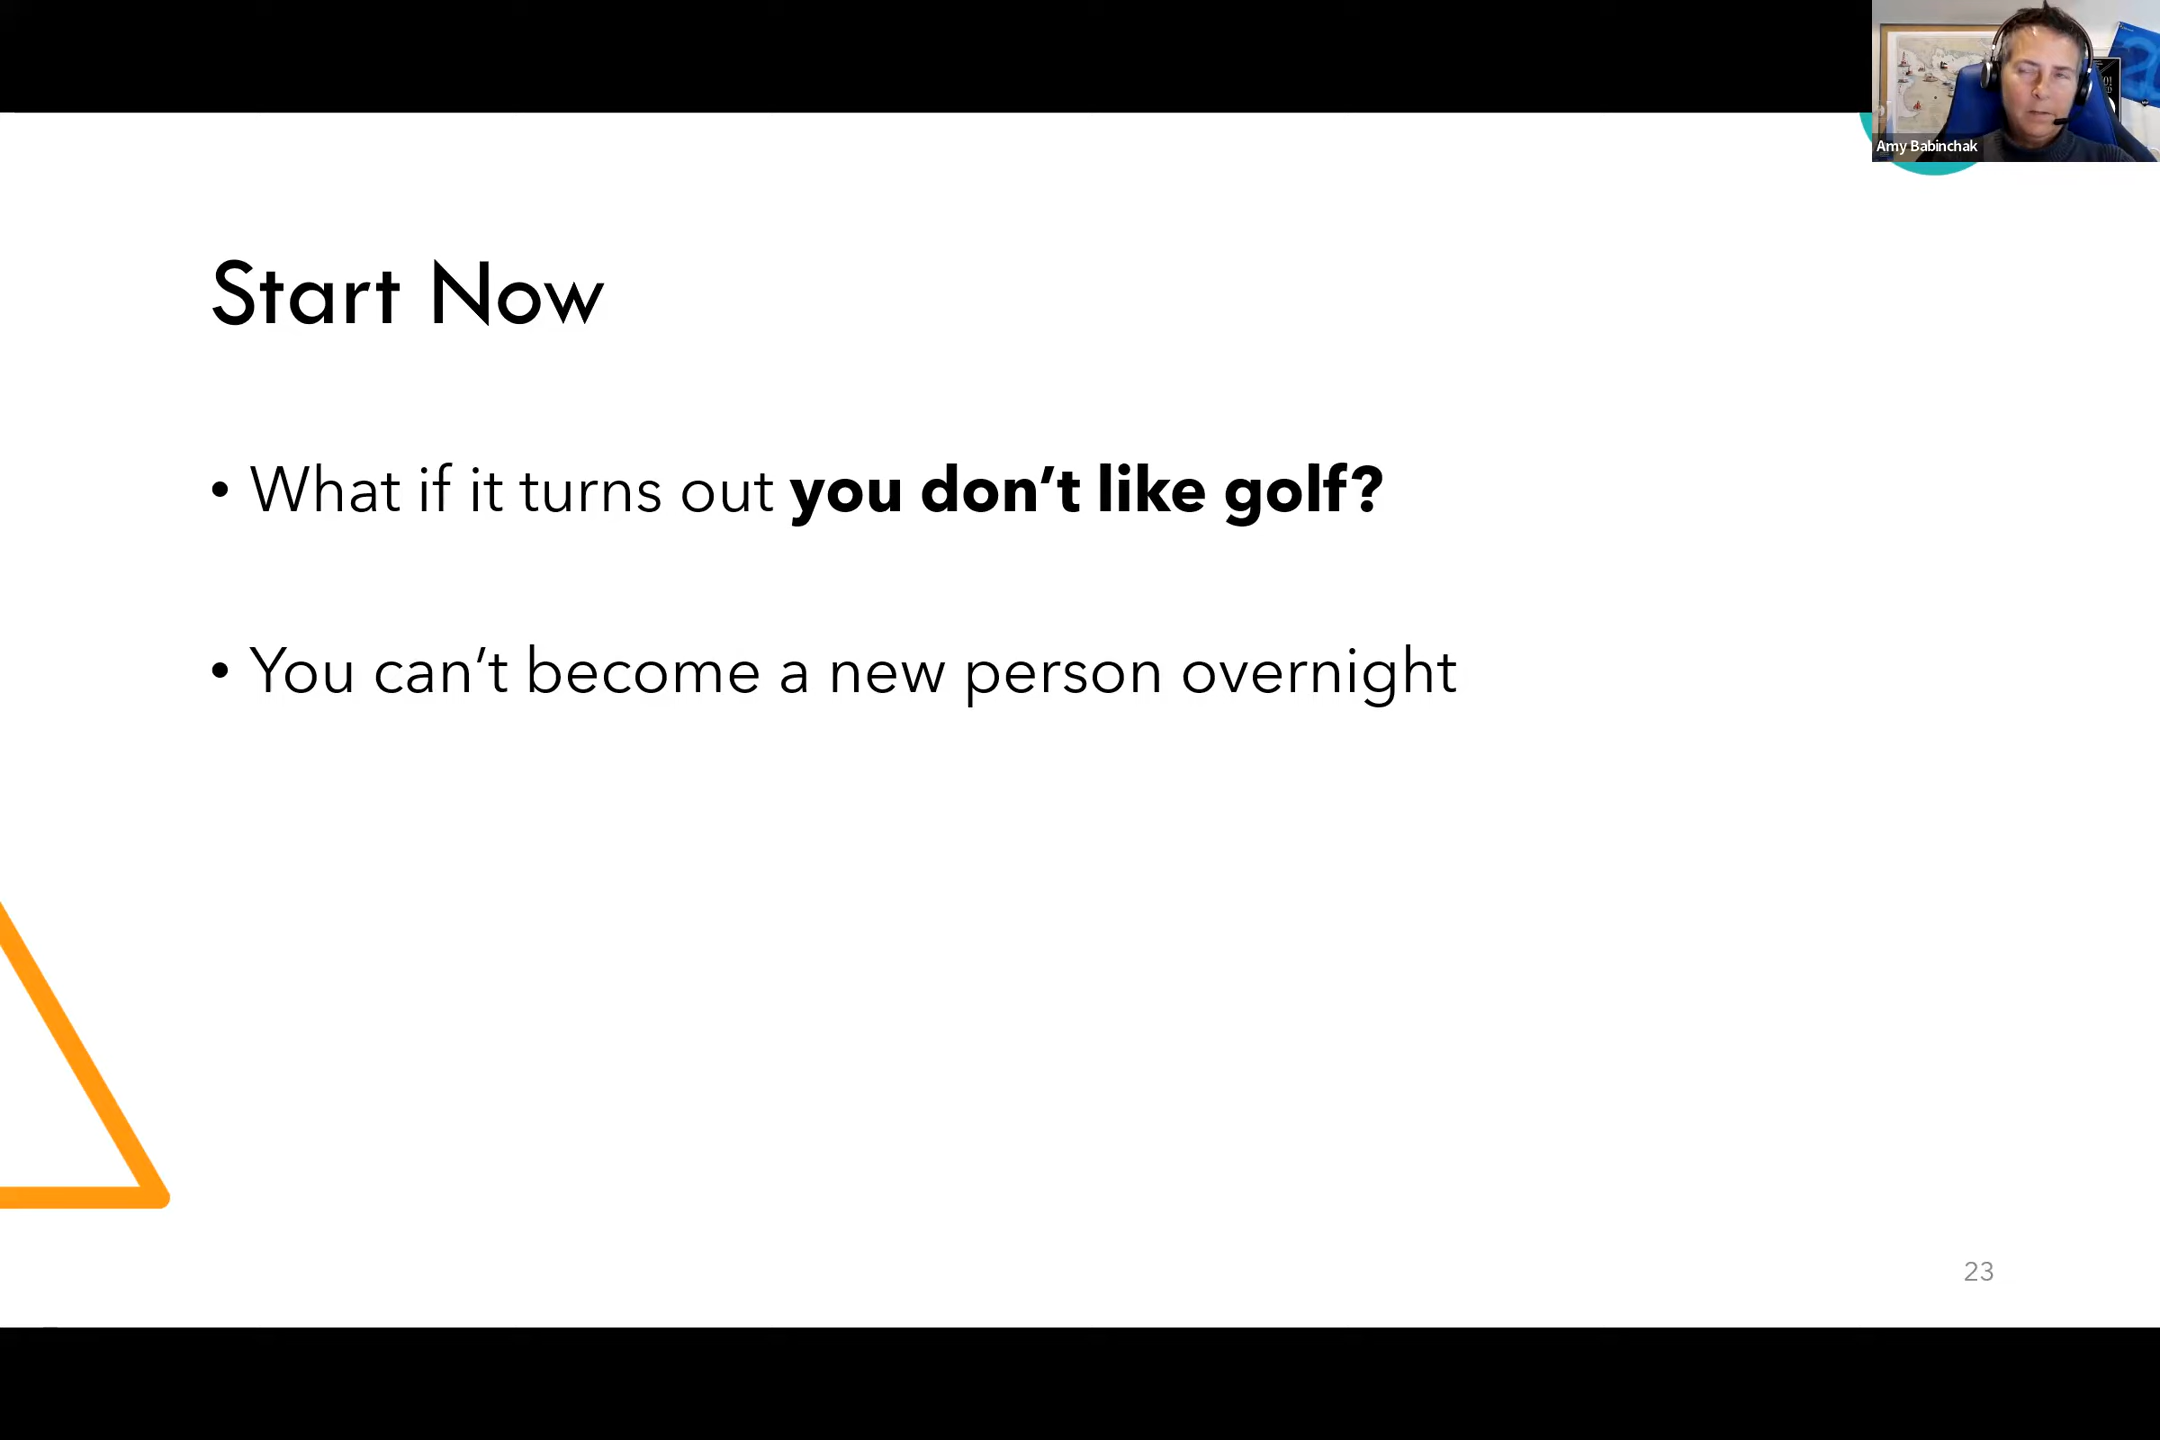 Amy Babinchak
Start Now
• What if it turns out you don’t like golf?
• You can’t become a new person overnight
23